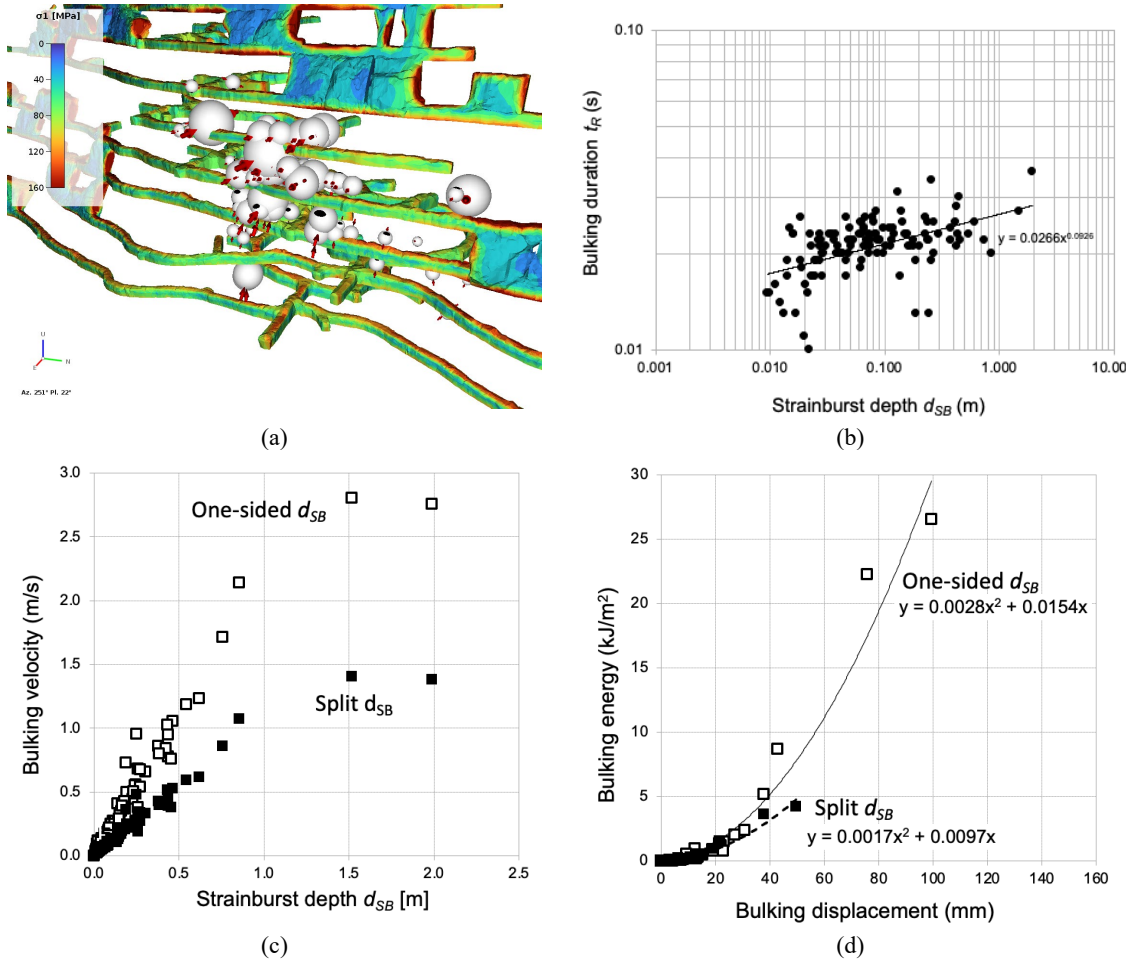 σ1 [MPa]
0
40
80
120
160
U
N
E
Az. 251° Pl. 22°
(a)
0.10
0.01
0.001
0.010
0.100
1.000
10.00
Bulking duration tR (s)
y = 0.0266x^0.0926
Strainburst depth dSB (m)
(b)
3.0
2.5
2.0
1.5
1.0
0.5
0.0
Bulking velocity (m/s)
One-sided dSB
Split dSB
0.0
0.5
1.0
1.5
2.0
2.5
Strainburst depth dSB [m]
(c)
30
25
20
15
10
5
0
Bulking energy (kJ/m²)
One-sided dSB
y = 0.0028x² + 0.0154x
Split dSB
y = 0.0017x² + 0.0097x
0
20
40
60
80
100
120
140
160
Bulking displacement (mm)
(d)